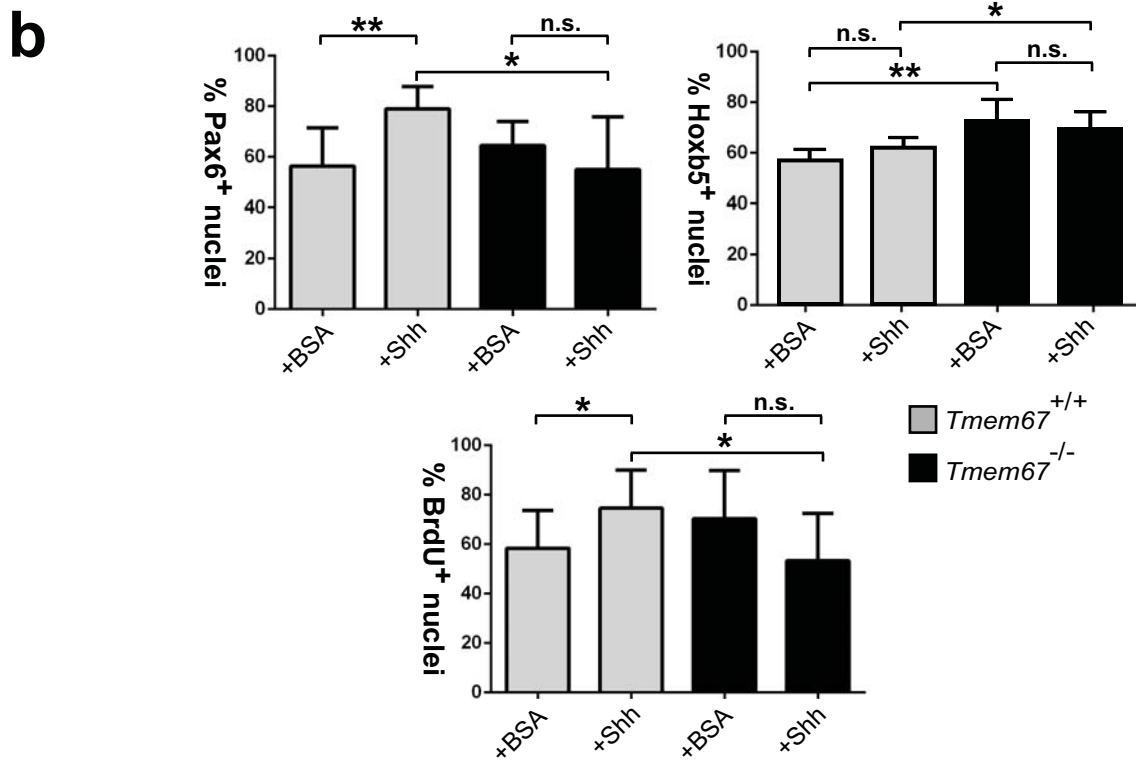 b
** n.s.
*
% Pax6+ nuclei
100
80
60
40
20
0
+BSA +Shh +BSA +Shh
*
n.s. n.s.
**
% Hoxb5+ nuclei
100
80
60
40
20
0
+BSA +Shh +BSA +Shh
* n.s.
*
% BrdU+ nuclei
100
80
60
40
20
0
+BSA +Shh +BSA +Shh
Tmem67+/+
Tmem67-/-